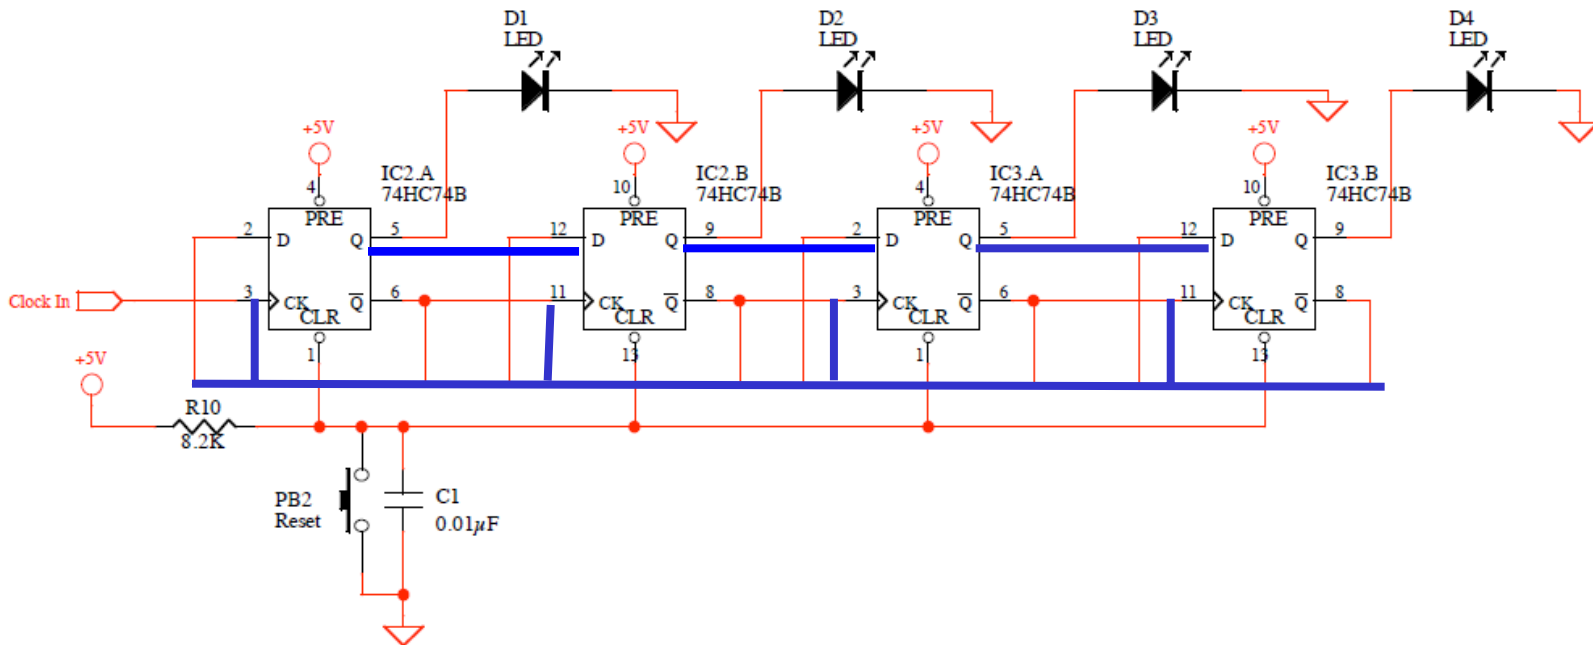 D1
LED
D2
LED
D3
LED
D4
LED
+5V
+5V
+5V
+5V
IC2.A
74HC74B
IC2.B
74HC74B
IC3.A
74HC74B
IC3.B
74HC74B
4
10
4
10
2
D
PRE
Q
5
12
D
PRE
Q
9
2
D
PRE
Q
5
12
D
PRE
Q
9
Clock In
3
CK
Q
6
11
CK
Q
8
3
CK
Q
6
11
CK
Q
8
CLR
CLR
CLR
CLR
1
13
1
13
+5V
R10
8.2K
PB2
Reset
C1
0.01µF